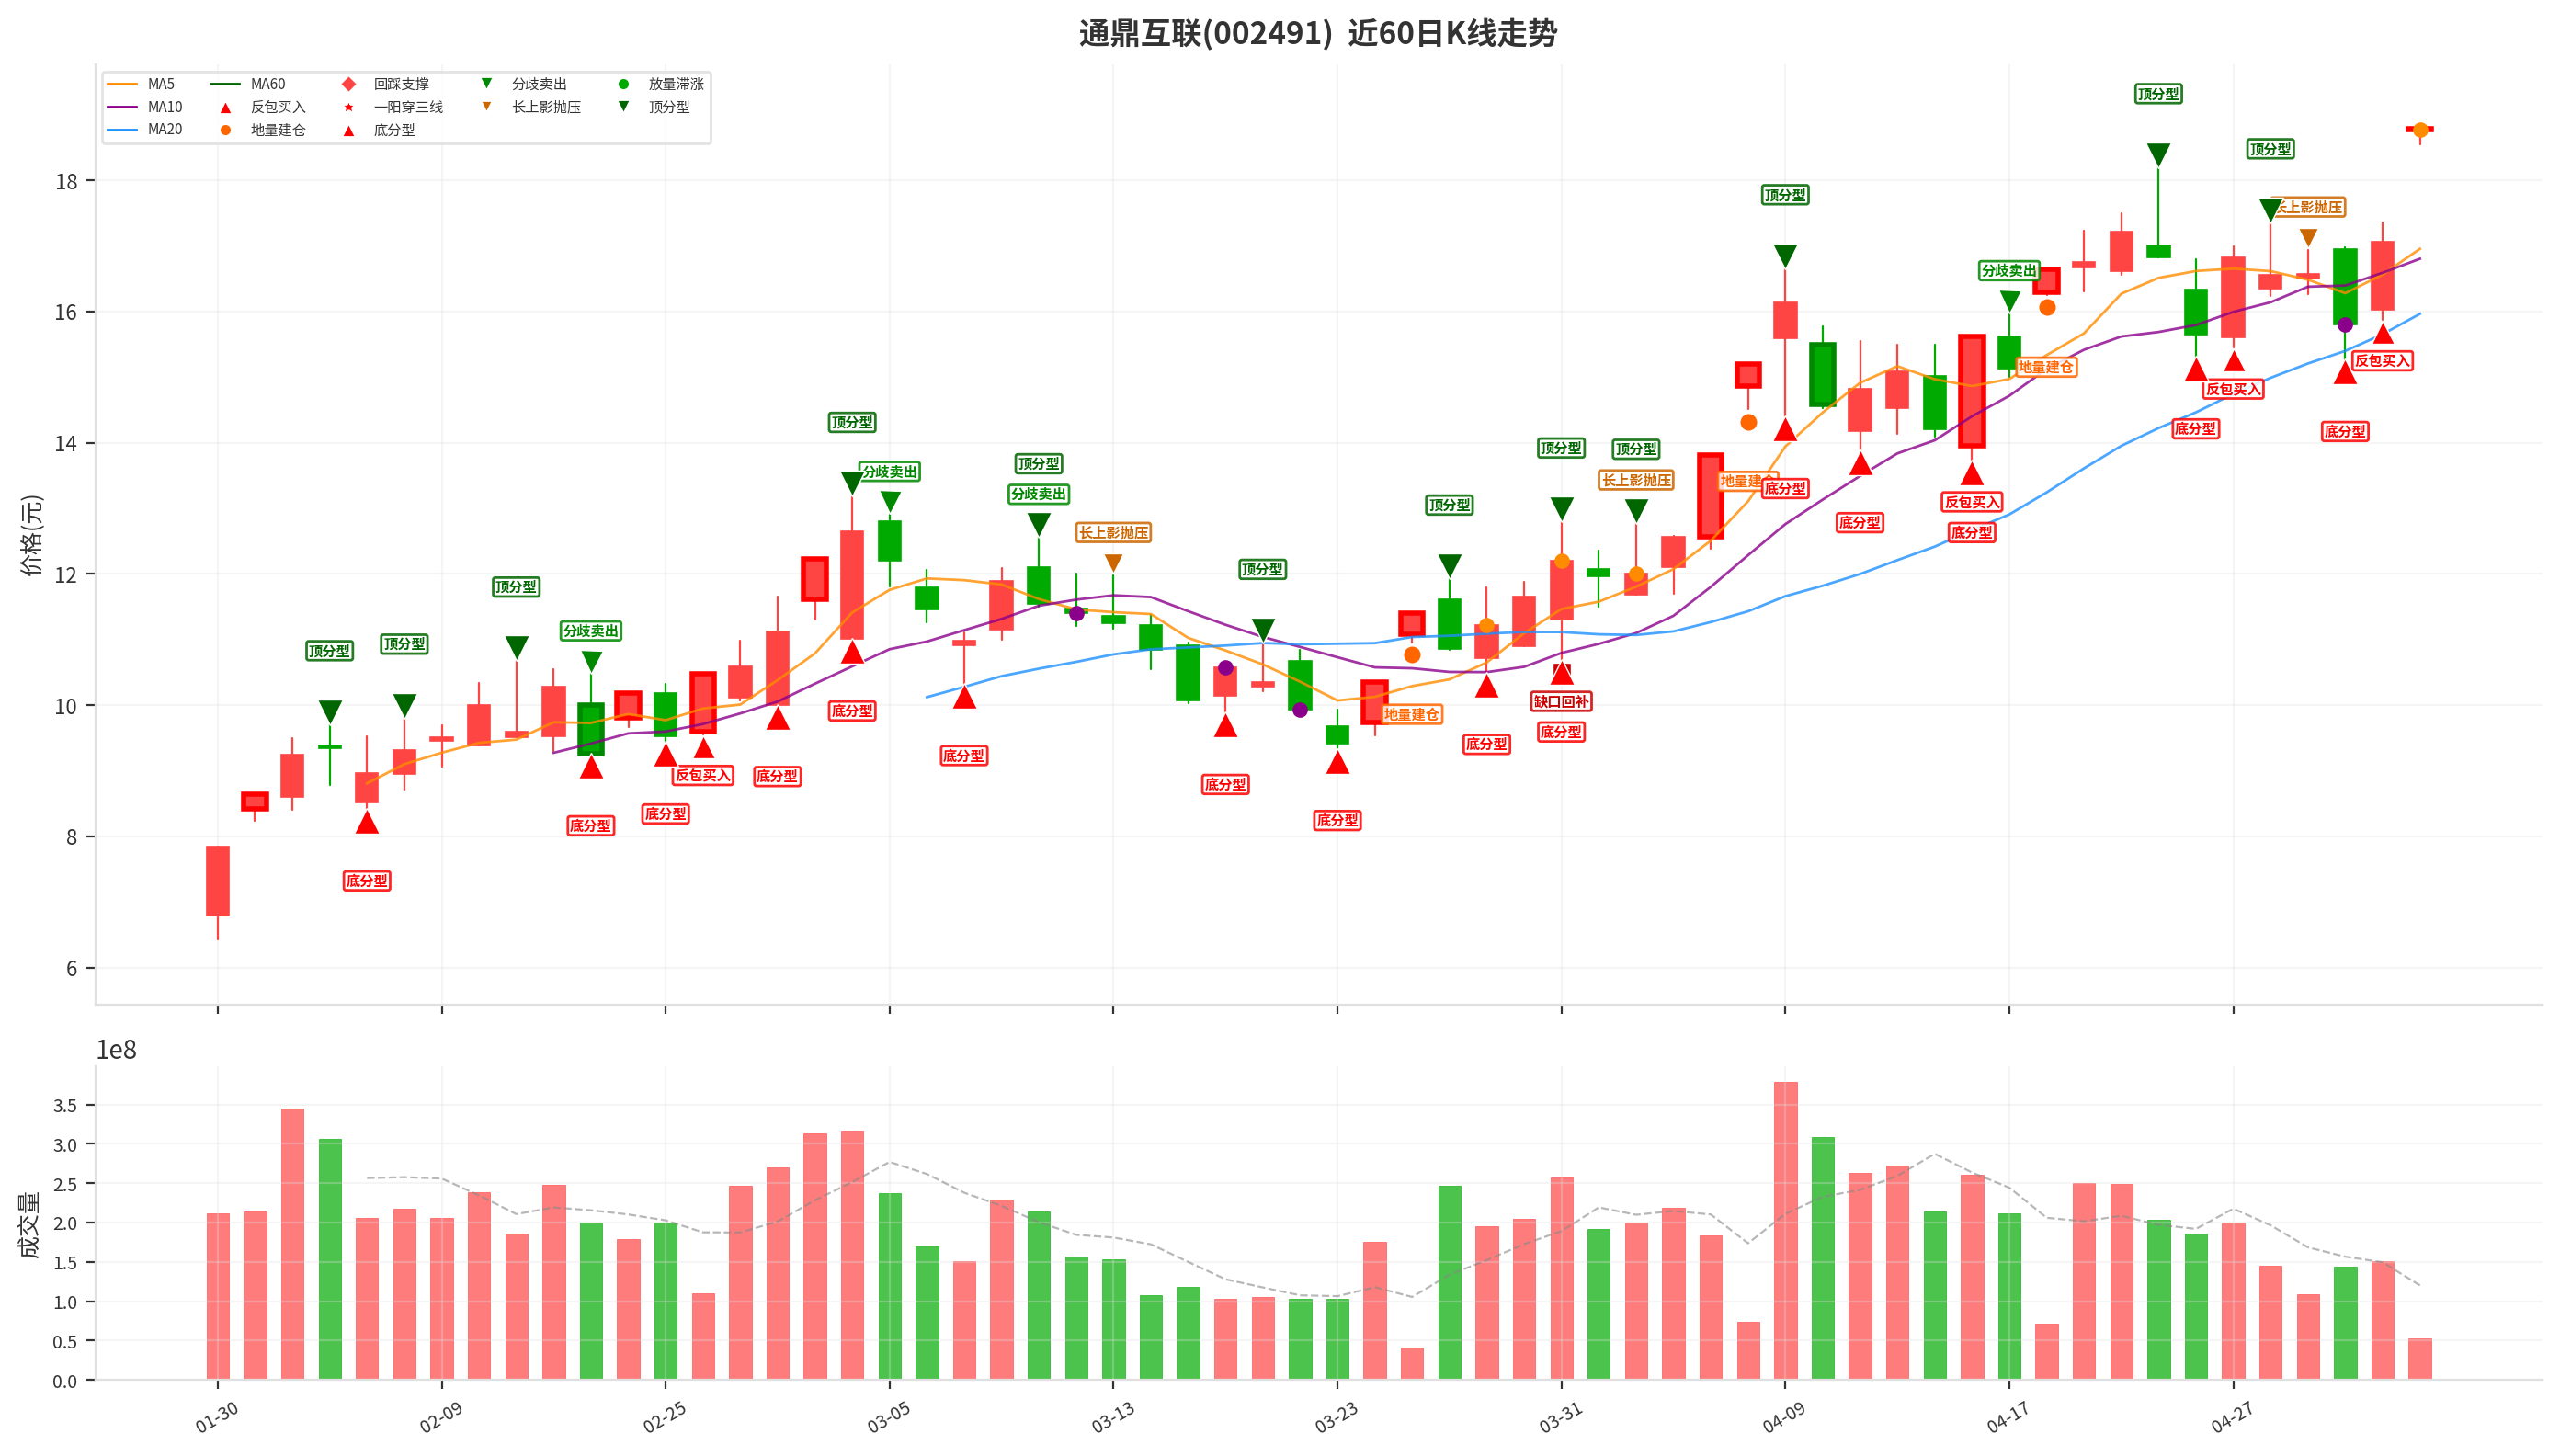 通鼎互联(002491) 近60日K线走势
MA5
MA10
MA20
MA60
反包买入
地量建仓
回踩支撑
一阳穿三线
底分型
分歧卖出
长上影抛压
放量滞涨
顶分型
价格(元)
18
16
14
12
10
8
6
顶分型
顶分型
长上影抛压
顶分型
分歧卖出
地量建仓
反包买入
反包买入
底分型
底分型
顶分型
分歧卖出
顶分型
分歧卖出
长上影抛压
顶分型
顶分型
顶分型
长上影抛压
顶分型
地量建仓
底分型
反包买入
底分型
底分型
顶分型
顶分型
顶分型
分歧卖出
底分型
底分型
底分型
反包买入
底分型
底分型
底分型
底分型
顶分型
底分型
地量建仓
底分型
缺口回补
底分型
1e8
成交量
3.5
3.0
2.5
2.0
1.5
1.0
0.5
0.0
01-30
02-09
02-25
03-05
03-13
03-23
03-31
04-09
04-17
04-27